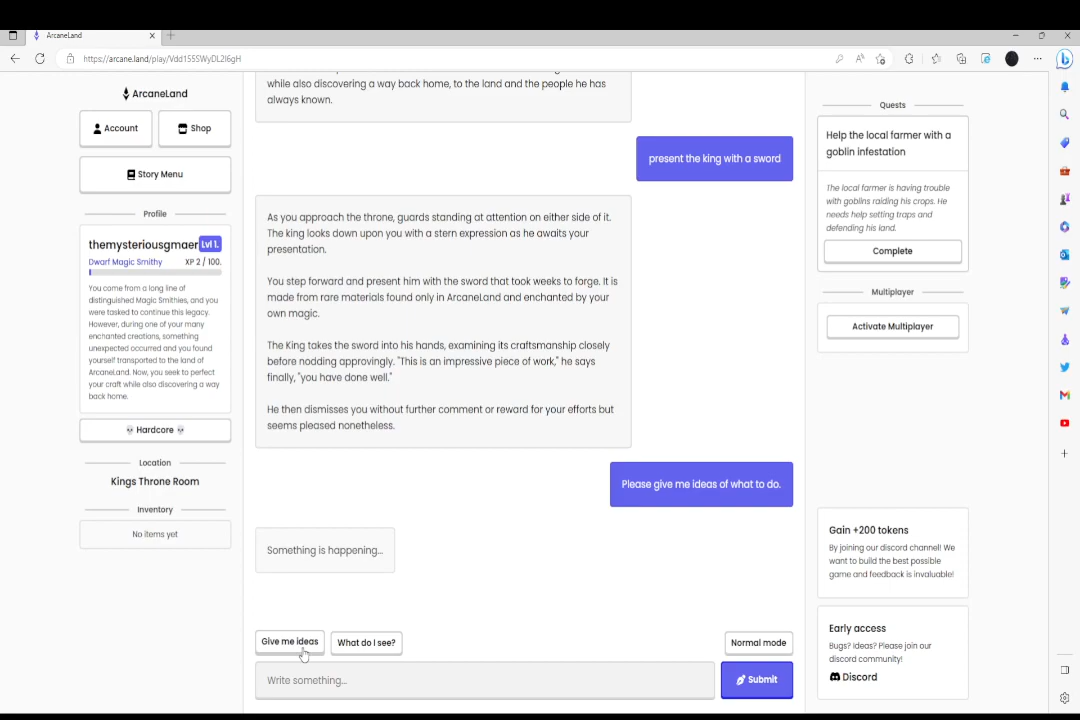 ArcaneLand
https://arcane.land/play/Vdd155SWyDL2l6gH
ArcaneLand
Account
Shop
Story Menu
Profile
themysteriousgmaer Lvl 1.
Dwarf Magic Smithy XP 2 / 100.
You come from a long line of
distinguished Magic Smithies, and you
were tasked to continue this legacy.
However, during one of your many
enchanted creations, something
unexpected occurred and you found
yourself transported to the land of
ArcaneLand. Now, you seek to perfect
your craft while also discovering a way
back home.
Hardcore
Location
Kings Throne Room
Inventory
No items yet
while also discovering a way back home, to the land and the people he has
always known.
present the king with a sword
As you approach the throne, guards standing at attention on either side of it.
The king looks down upon you with a stern expression as he awaits your
presentation.
You step forward and present him with the sword that took weeks to forge. It is
made from rare materials found only in ArcaneLand and enchanted by your
own magic.
The King takes the sword into his hands, examining its craftsmanship closely
before nodding approvingly. "This is an impressive piece of work," he says
finally, "you have done well."
He then dismisses you without further comment or reward for your efforts but
seems pleased nonetheless.
Please give me ideas of what to do.
Something is happening...
Give me ideas
What do I see?
Normal mode
Write something...
Submit
Quests
Help the local farmer with a
goblin infestation
The local farmer is having trouble
with goblins raiding his crops. He
needs help setting traps and
defending his land.
Complete
Multiplayer
Activate Multiplayer
Gain +200 tokens
By joining our discord channel! We
want to build the best possible
game and feedback is invaluable!
Early access
Bugs? Ideas? Please join our
discord community!
Discord